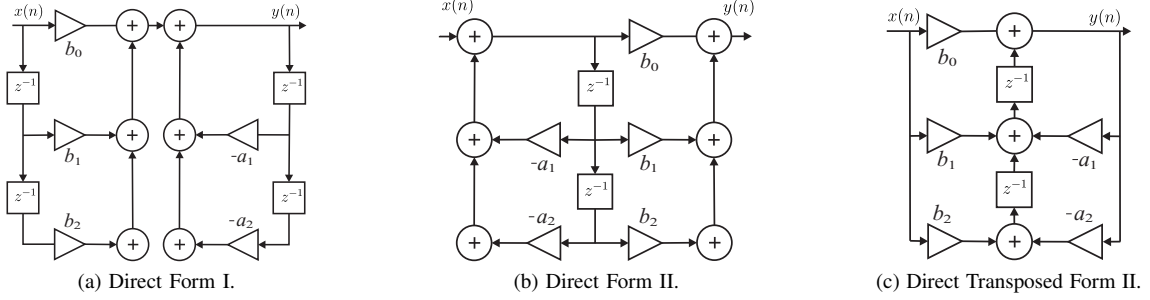 x(n)
y(n)
b₀
z⁻¹
z⁻¹
b₁
-a₁
z⁻¹
z⁻¹
b₂
-a₂
(a) Direct Form I.
x(n)
y(n)
b₀
z⁻¹
-a₁
b₁
z⁻¹
-a₂
b₂
(b) Direct Form II.
x(n)
y(n)
b₀
z⁻¹
b₁
-a₁
z⁻¹
b₂
-a₂
(c) Direct Transposed Form II.